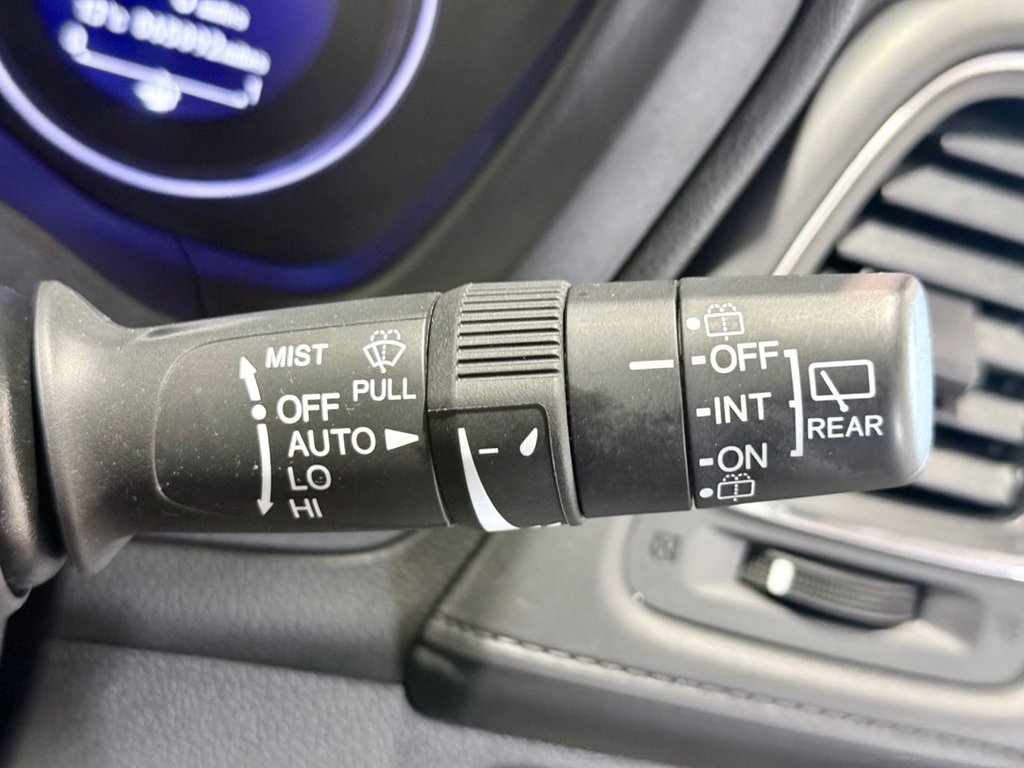 MIST
PULL
OFF
AUTO
LO
HI
OFF
INT
ON
REAR